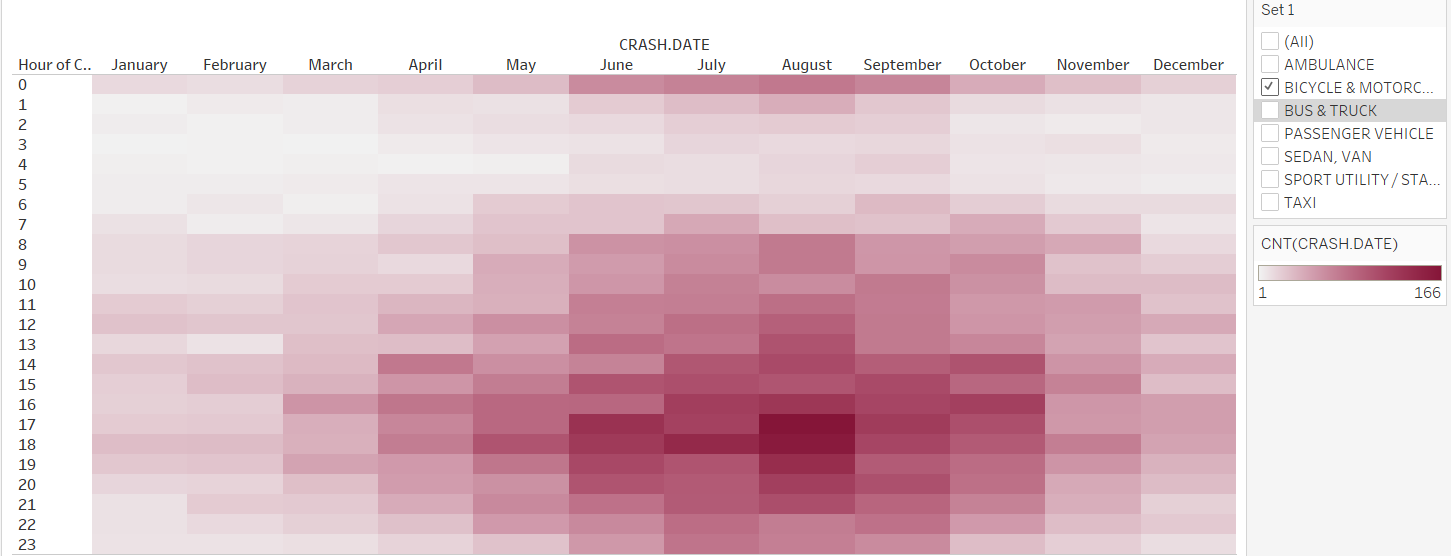 CRASH.DATE
Hour of C.. January February March April May June July August September October November December
0
1
2
3
4
5
6
7
8
9
10
11
12
13
14
15
16
17
18
19
20
21
22
23
Set 1
(All)
AMBULANCE
BICYCLE & MOTORC...
BUS & TRUCK
PASSENGER VEHICLE
SEDAN, VAN
SPORT UTILITY / STA...
TAXI
CNT(CRASH.DATE)
1 166